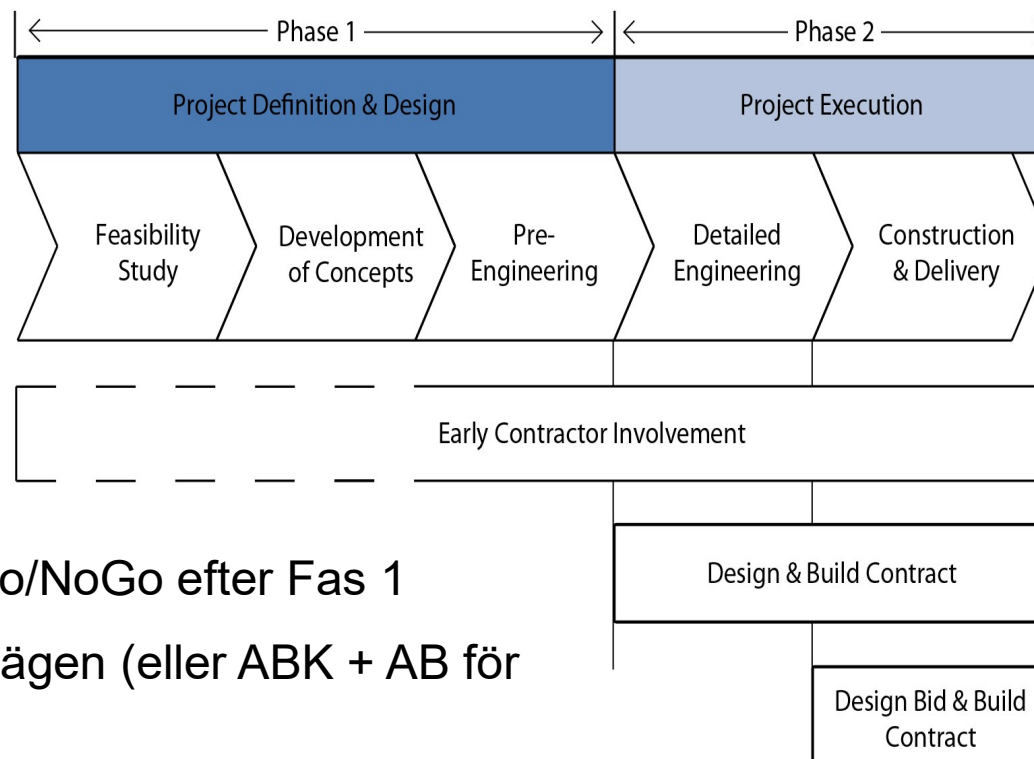 Phase 1
Phase 2
Project Definition & Design
Project Execution
Feasibility
Study
Development
of Concepts
Pre-
Engineering
Detailed
Engineering
Construction
& Delivery
Early Contractor Involvement
Design & Build Contract
o/NoGo efter Fas 1
ägen (eller ABK + AB för
Design Bid & Build
Contract